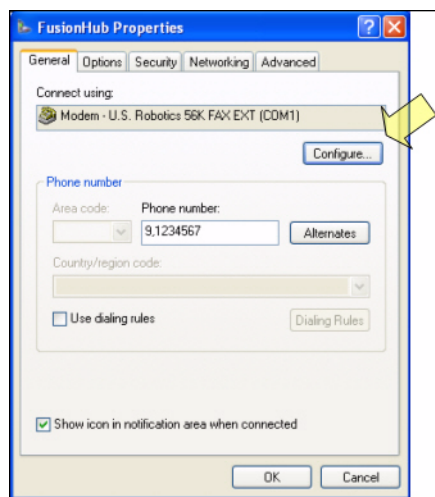 FusionHub Properties
General Options Security Networking Advanced
Connect using:
Modem - U.S. Robotics 56K FAX EXT (COM1)
Configure...
Phone number
Area code: Phone number:
9,1234567 Alternates
Country/region code:
Use dialing rules Dialing Rules
Show icon in notification area when connected
OK Cancel